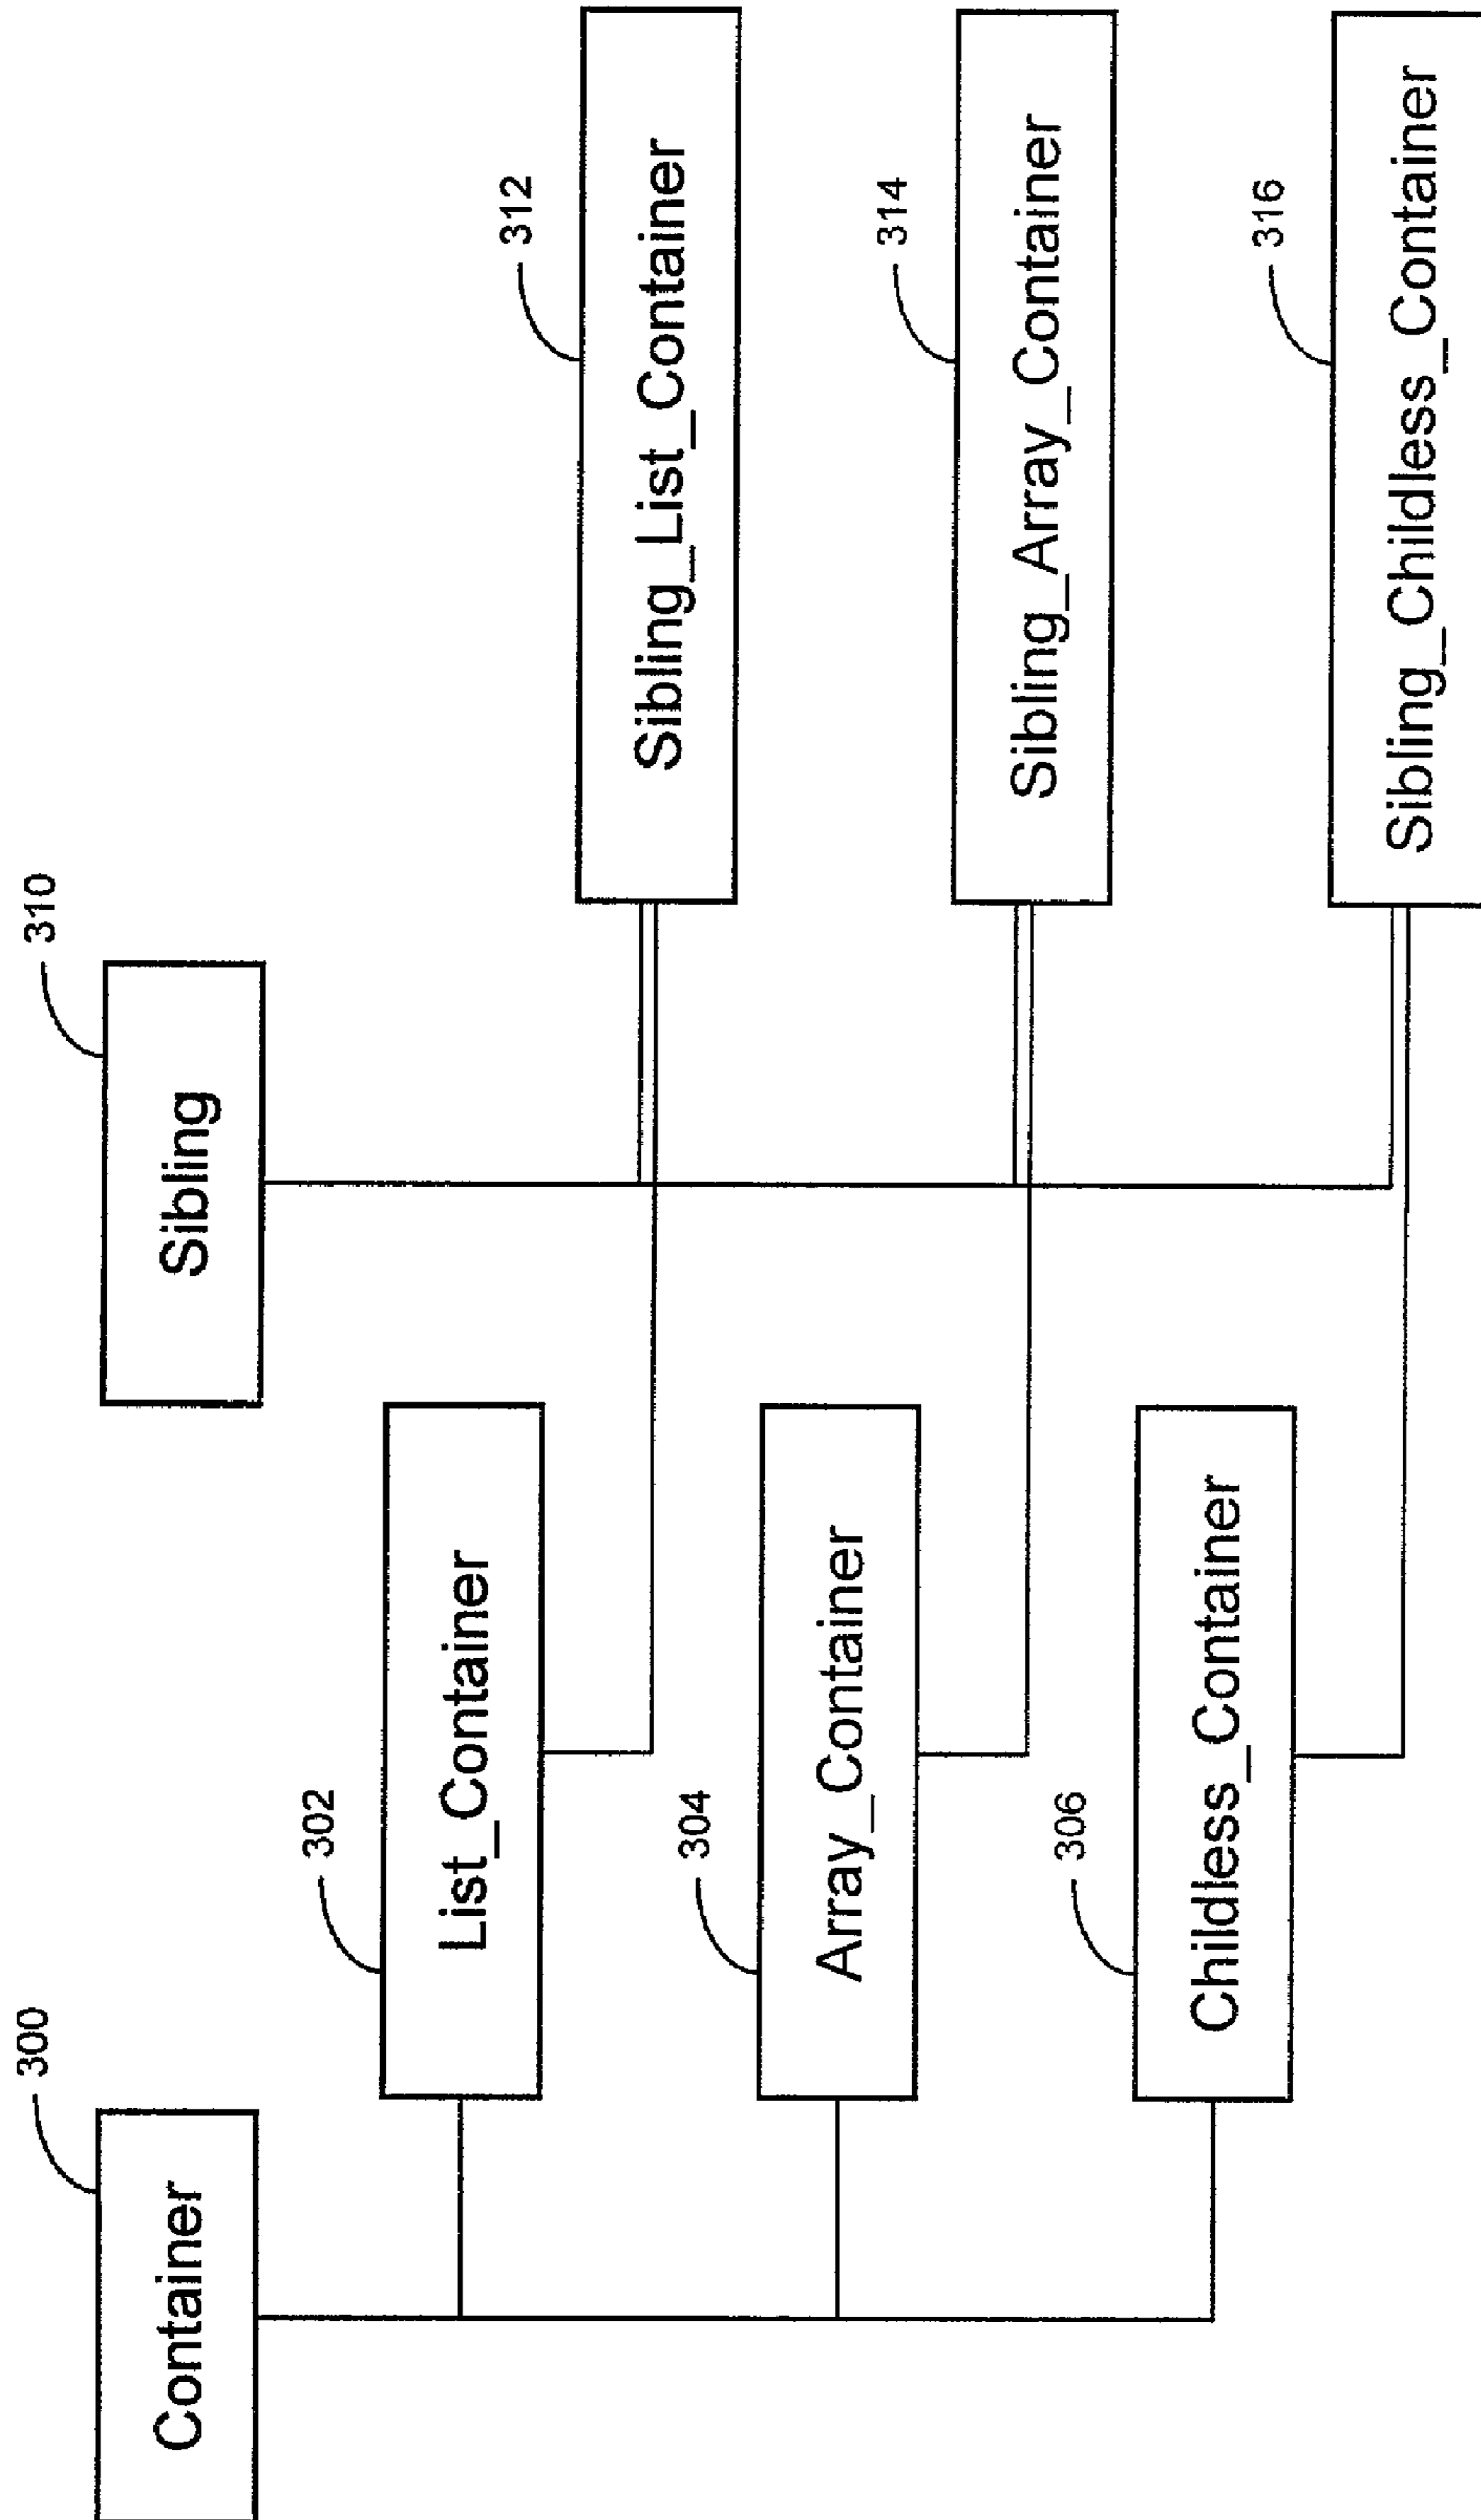 300
Container
310
Sibling
302
List_Container
312
Sibling_List_Container
304
Array_Container
314
Sibling_Array_Container
306
Childless_Container
316
Sibling_Childless_Container